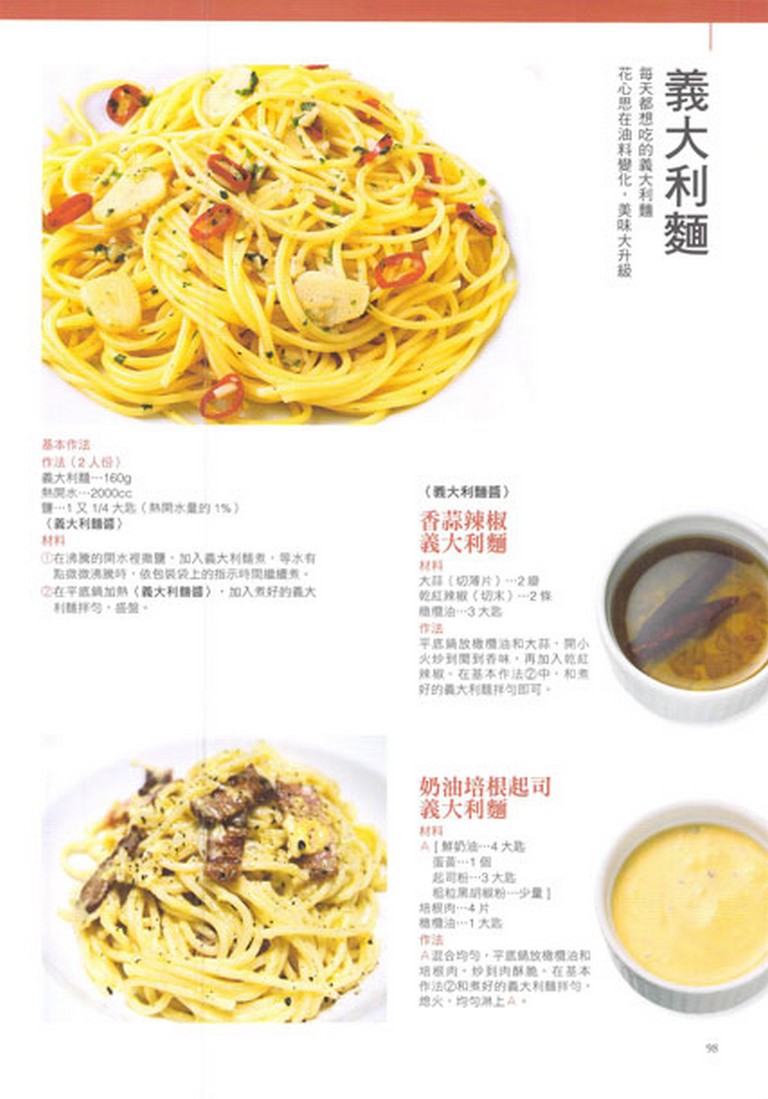 義大利麵
每天都想吃的義大利麵
花心思在油料變化，美味大升級
基本作法
作法（2人份）
義大利麵…160g
熱開水…2000cc
鹽…1又1/4大匙（熱開水量的1%）
〈義大利麵醬〉
材料
①在沸騰的開水裡撒鹽，加入義大利麵煮，等水有
點微微沸騰時，依包裝袋上的指示時間繼續煮。
②在平底鍋加熱〈義大利麵醬〉，加入煮好的義大
利麵拌勻，盛盤。
〈義大利麵醬〉
香蒜辣椒
義大利麵
材料
大蒜（切薄片）…2瓣
乾紅辣椒（切末）…2條
橄欖油…3大匙
作法
平底鍋放橄欖油和大蒜，開小
火炒到聞到香味，再加入乾紅
辣椒。在基本作法②中，和煮
好的義大利麵拌勻即可。
奶油培根起司
義大利麵
材料
A [ 鮮奶油…4大匙
蛋黃…1個
起司粉…3大匙
粗粒黑胡椒粉…少量 ]
培根肉…4片
橄欖油…1大匙
作法
A混合均勻，平底鍋放橄欖油和
培根肉，炒到肉酥脆。在基本
作法②和煮好的義大利麵拌勻，
熄火，均勻淋上A。
98